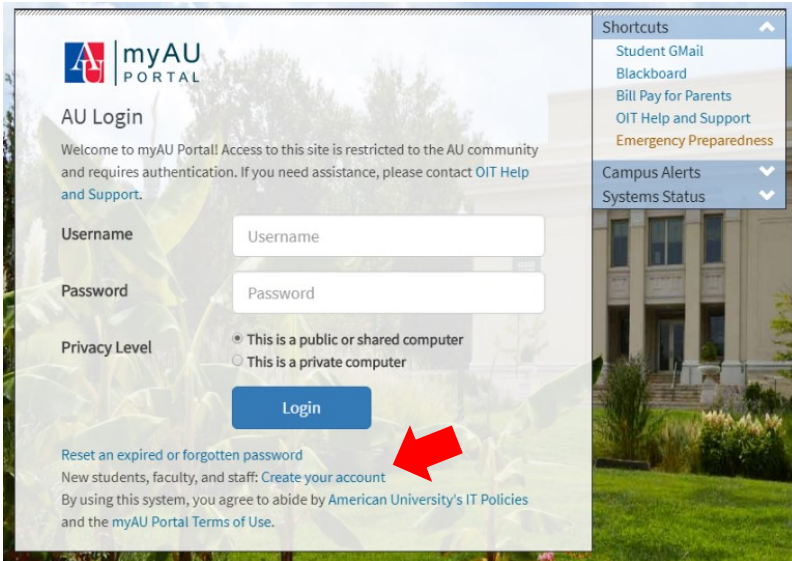 myAU
PORTAL
AU Login
Welcome to myAU Portal! Access to this site is restricted to the AU community
and requires authentication. If you need assistance, please contact OIT Help
and Support.
Username
Username
Password
Password
Privacy Level
This is a public or shared computer
This is a private computer
Login
Reset an expired or forgotten password
New students, faculty, and staff: Create your account
By using this system, you agree to abide by American University's IT Policies
and the myAU Portal Terms of Use.
Shortcuts
Student GMail
Blackboard
Bill Pay for Parents
OIT Help and Support
Emergency Preparedness
Campus Alerts
Systems Status